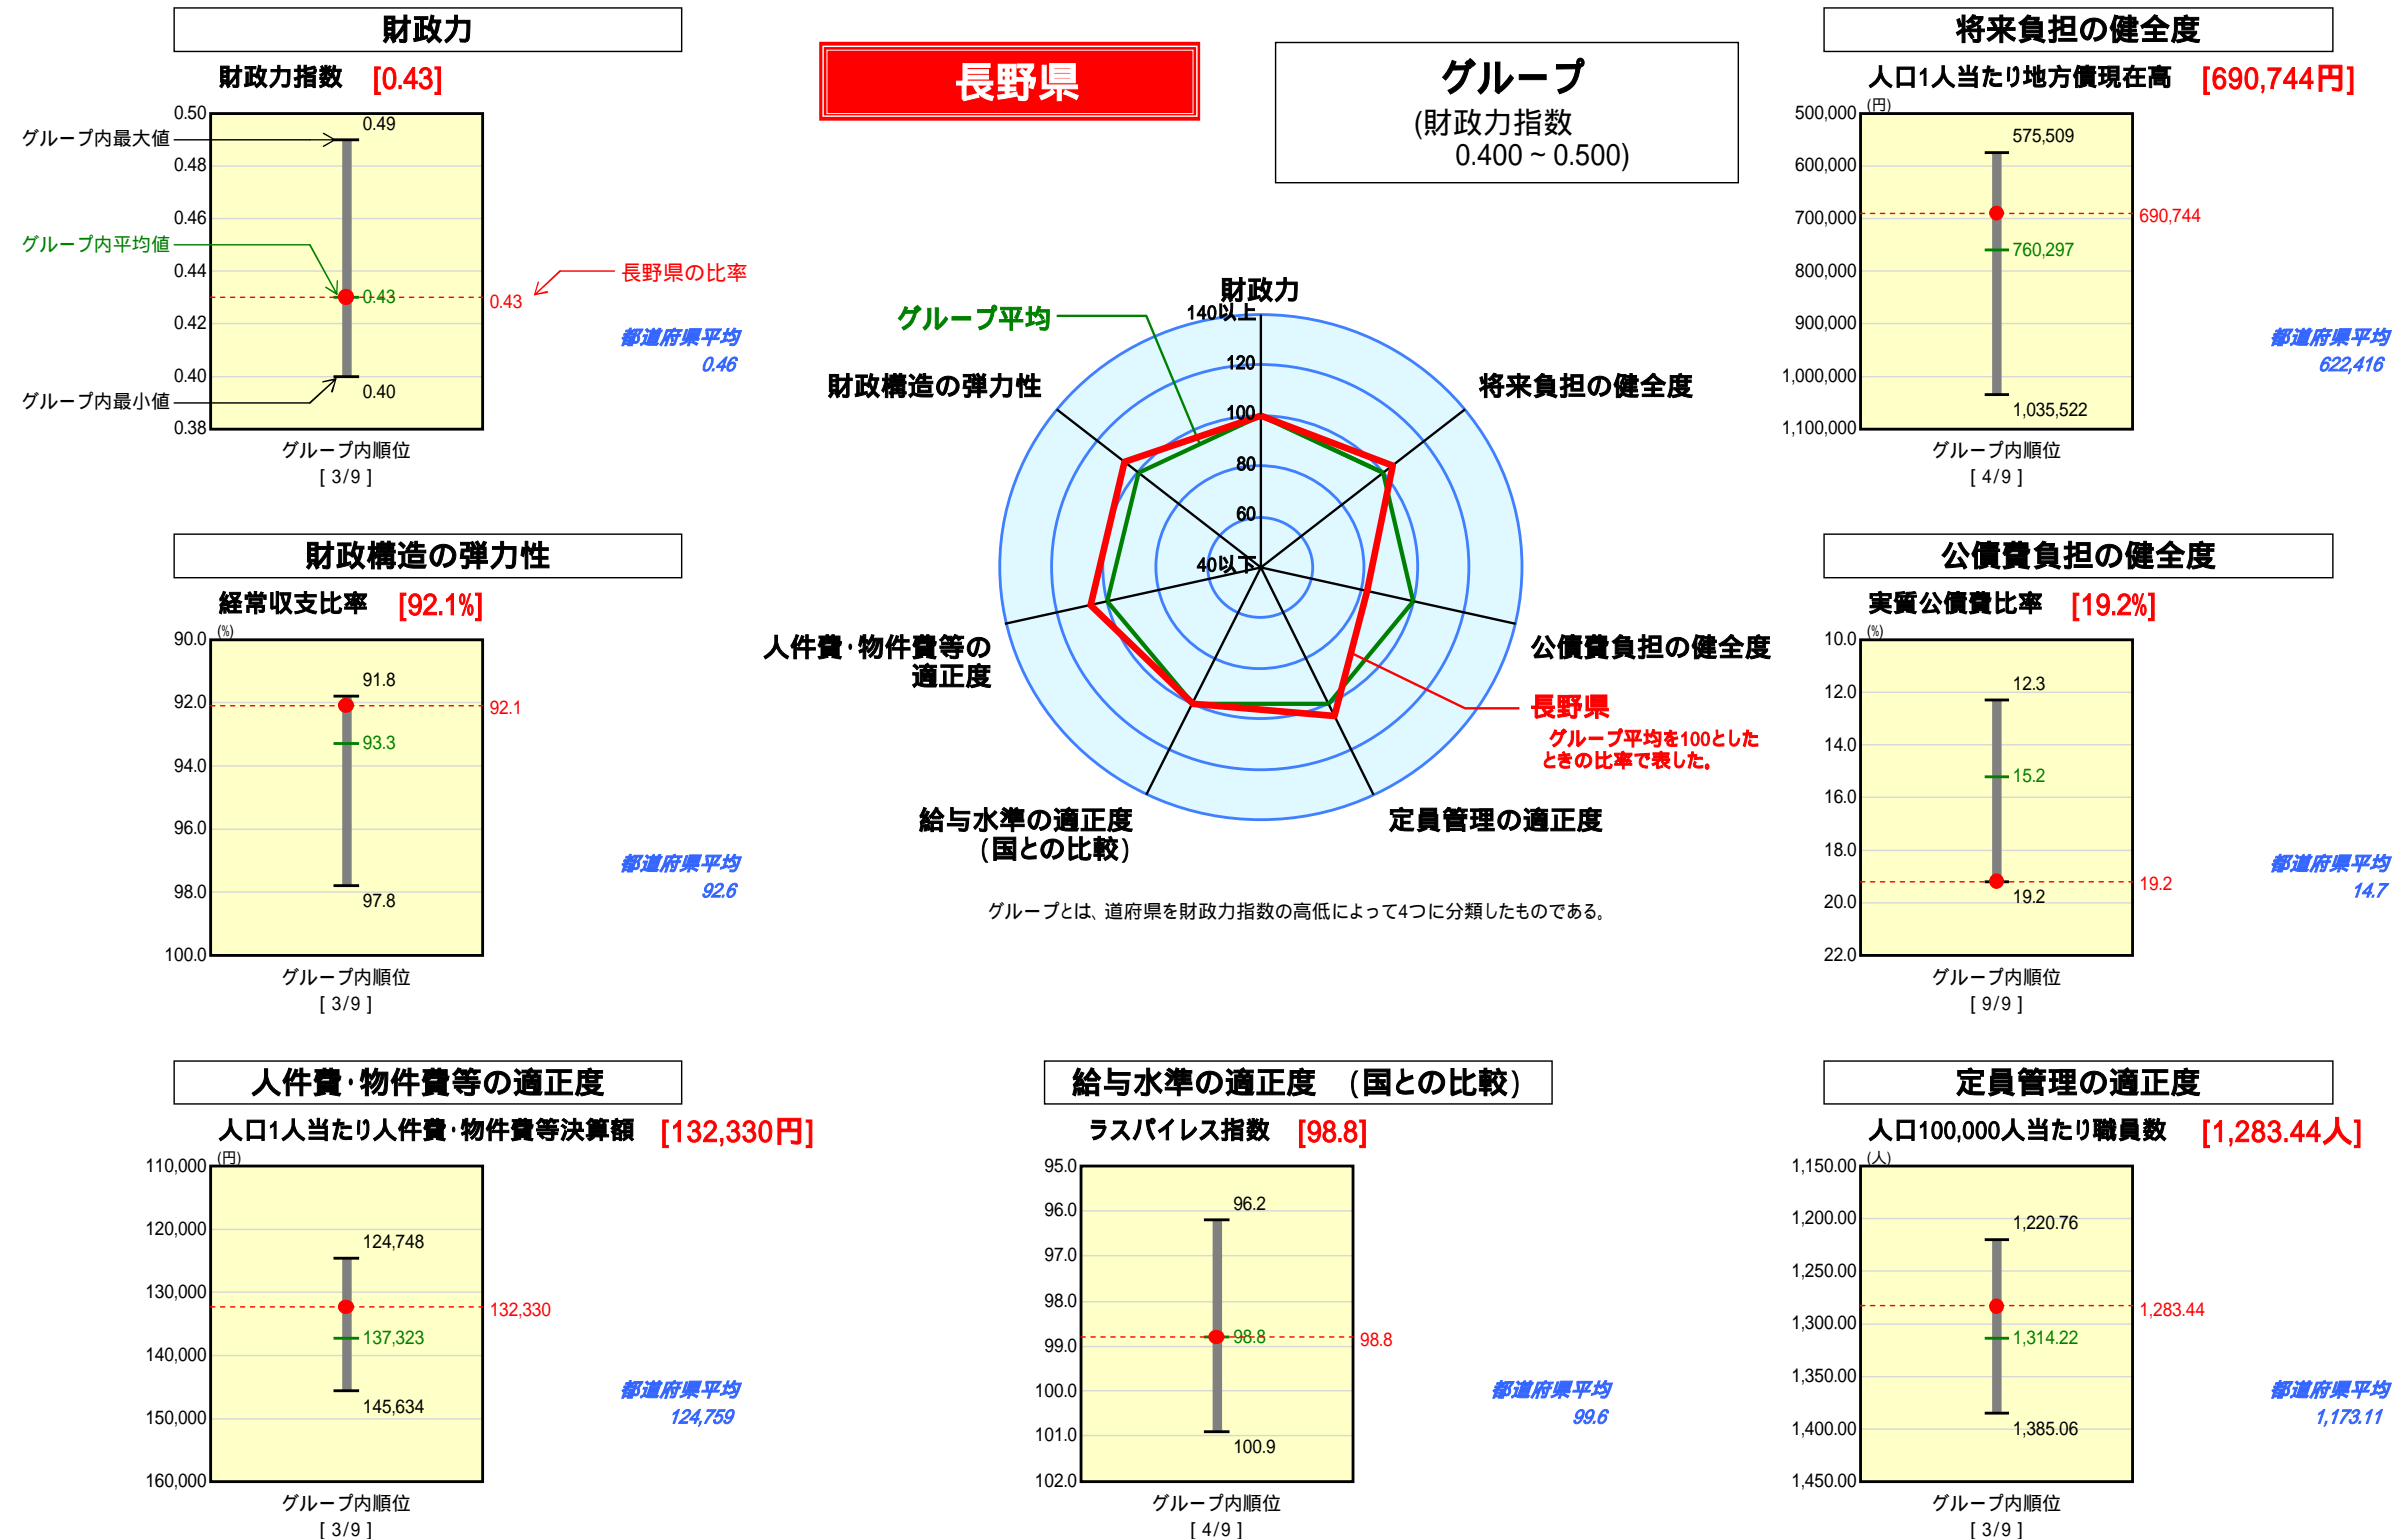 財政力
財政力指数 [0.43]
0.50
0.48
0.46
0.44
0.42
0.40
0.38
グループ内最大値
グループ内平均値
グループ内最小値
0.49
0.43
0.40
0.43
長野県の比率
都道府県平均
0.46
グループ内順位
[ 3/9 ]
長野県
グループ
(財政力指数
0.400 ~ 0.500)
将来負担の健全度
人口1人当たり地方債現在高 [690,744円]
(円)
500,000
600,000
700,000
800,000
900,000
1,000,000
1,100,000
575,509
690,744
760,297
1,035,522
都道府県平均
622,416
グループ内順位
[ 4/9 ]
グループ平均
財政力
140以上
120
100
80
60
40以下
財政構造の弾力性
将来負担の健全度
人件費・物件費等の
適正度
公債費負担の健全度
給与水準の適正度
(国との比較)
定員管理の適正度
長野県
グループ平均を100とした
ときの比率で表した。
グループとは、道府県を財政力指数の高低によって4つに分類したものである。
財政構造の弾力性
経常収支比率 [92.1%]
(%)
90.0
92.0
94.0
96.0
98.0
100.0
91.8
92.1
93.3
97.8
都道府県平均
92.6
グループ内順位
[ 3/9 ]
公債費負担の健全度
実質公債費比率 [19.2%]
(%)
10.0
12.0
14.0
16.0
18.0
20.0
22.0
12.3
15.2
19.2
19.2
都道府県平均
14.7
グループ内順位
[ 9/9 ]
人件費・物件費等の適正度
人口1人当たり人件費・物件費等決算額 [132,330円]
(円)
110,000
120,000
130,000
140,000
150,000
160,000
124,748
132,330
137,323
145,634
都道府県平均
124,759
グループ内順位
[ 3/9 ]
給与水準の適正度 (国との比較)
ラスパイレス指数 [98.8]
95.0
96.0
97.0
98.0
99.0
100.0
101.0
102.0
96.2
98.8
98.8
100.9
都道府県平均
99.6
グループ内順位
[ 4/9 ]
定員管理の適正度
人口100,000人当たり職員数 [1,283.44人]
(人)
1,150.00
1,200.00
1,250.00
1,300.00
1,350.00
1,400.00
1,450.00
1,220.76
1,283.44
1,314.22
1,385.06
都道府県平均
1,173.11
グループ内順位
[ 3/9 ]